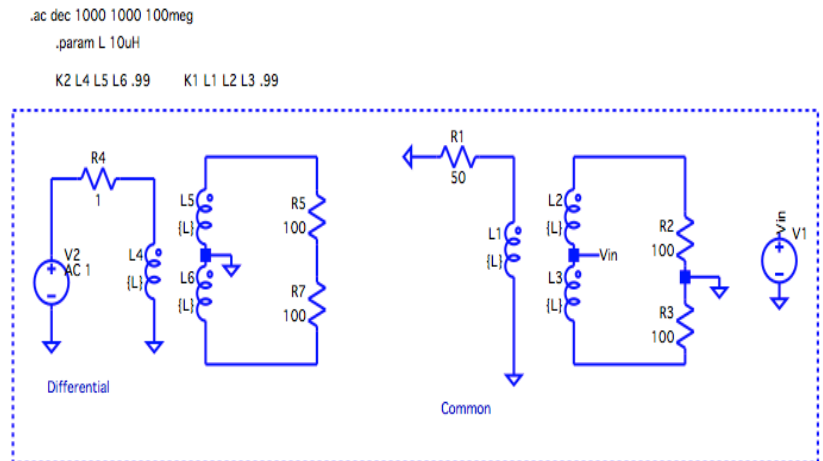 .ac dec 1000 1000 100meg
.param L 10uH
K2 L4 L5 L6 .99 K1 L1 L2 L3 .99
R4
1
V2
AC 1
L4
{L}
L5
{L}
L6
{L}
R5
100
R7
100
Differential
R1
50
L1
{L}
L2
{L}
L3
{L}
Vin
R2
100
R3
100
Vin
V1
Common